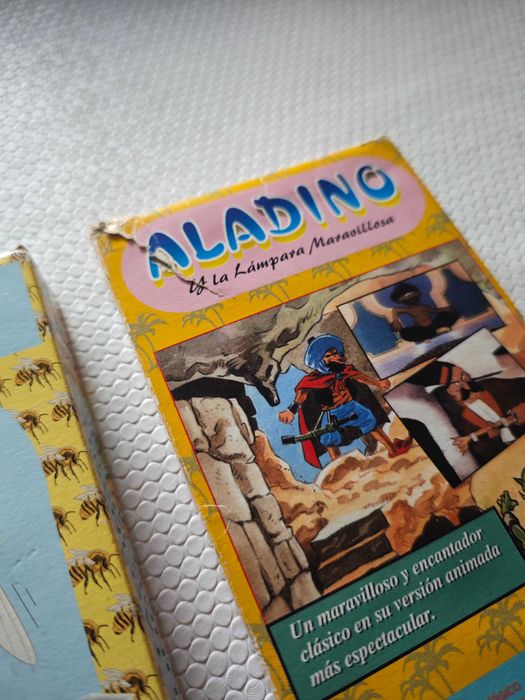 ALADINO
y la Lámpara Maravillosa
Un maravilloso y encantador
clásico en su versión animada
más espectacular.